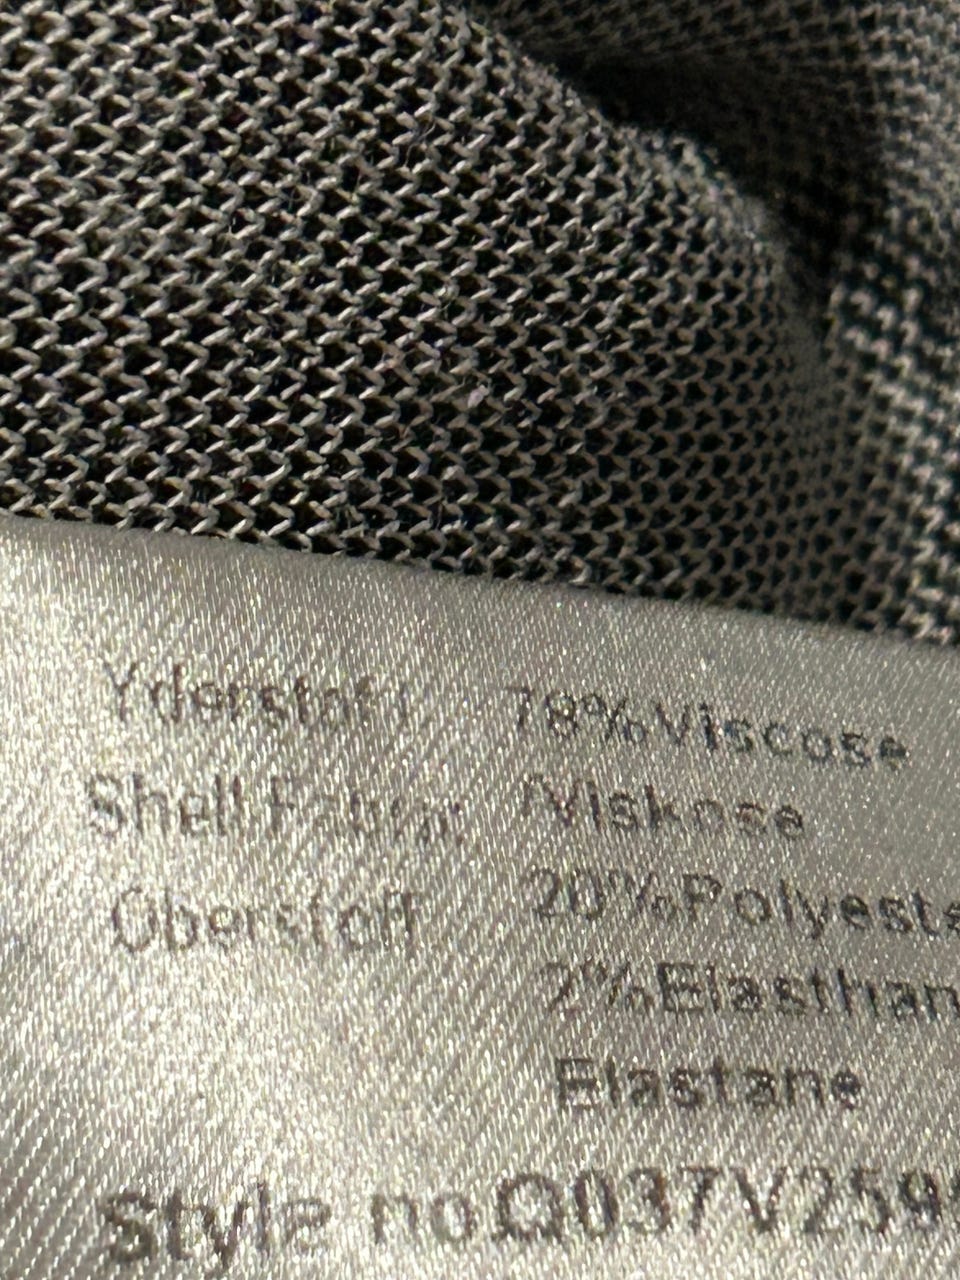 Yderstof/ 78%Viscose
Shell Fabric /Viskose
Oberstoff 20%Polyeste
2%Elasthan
Elastane
Style no Q037V259